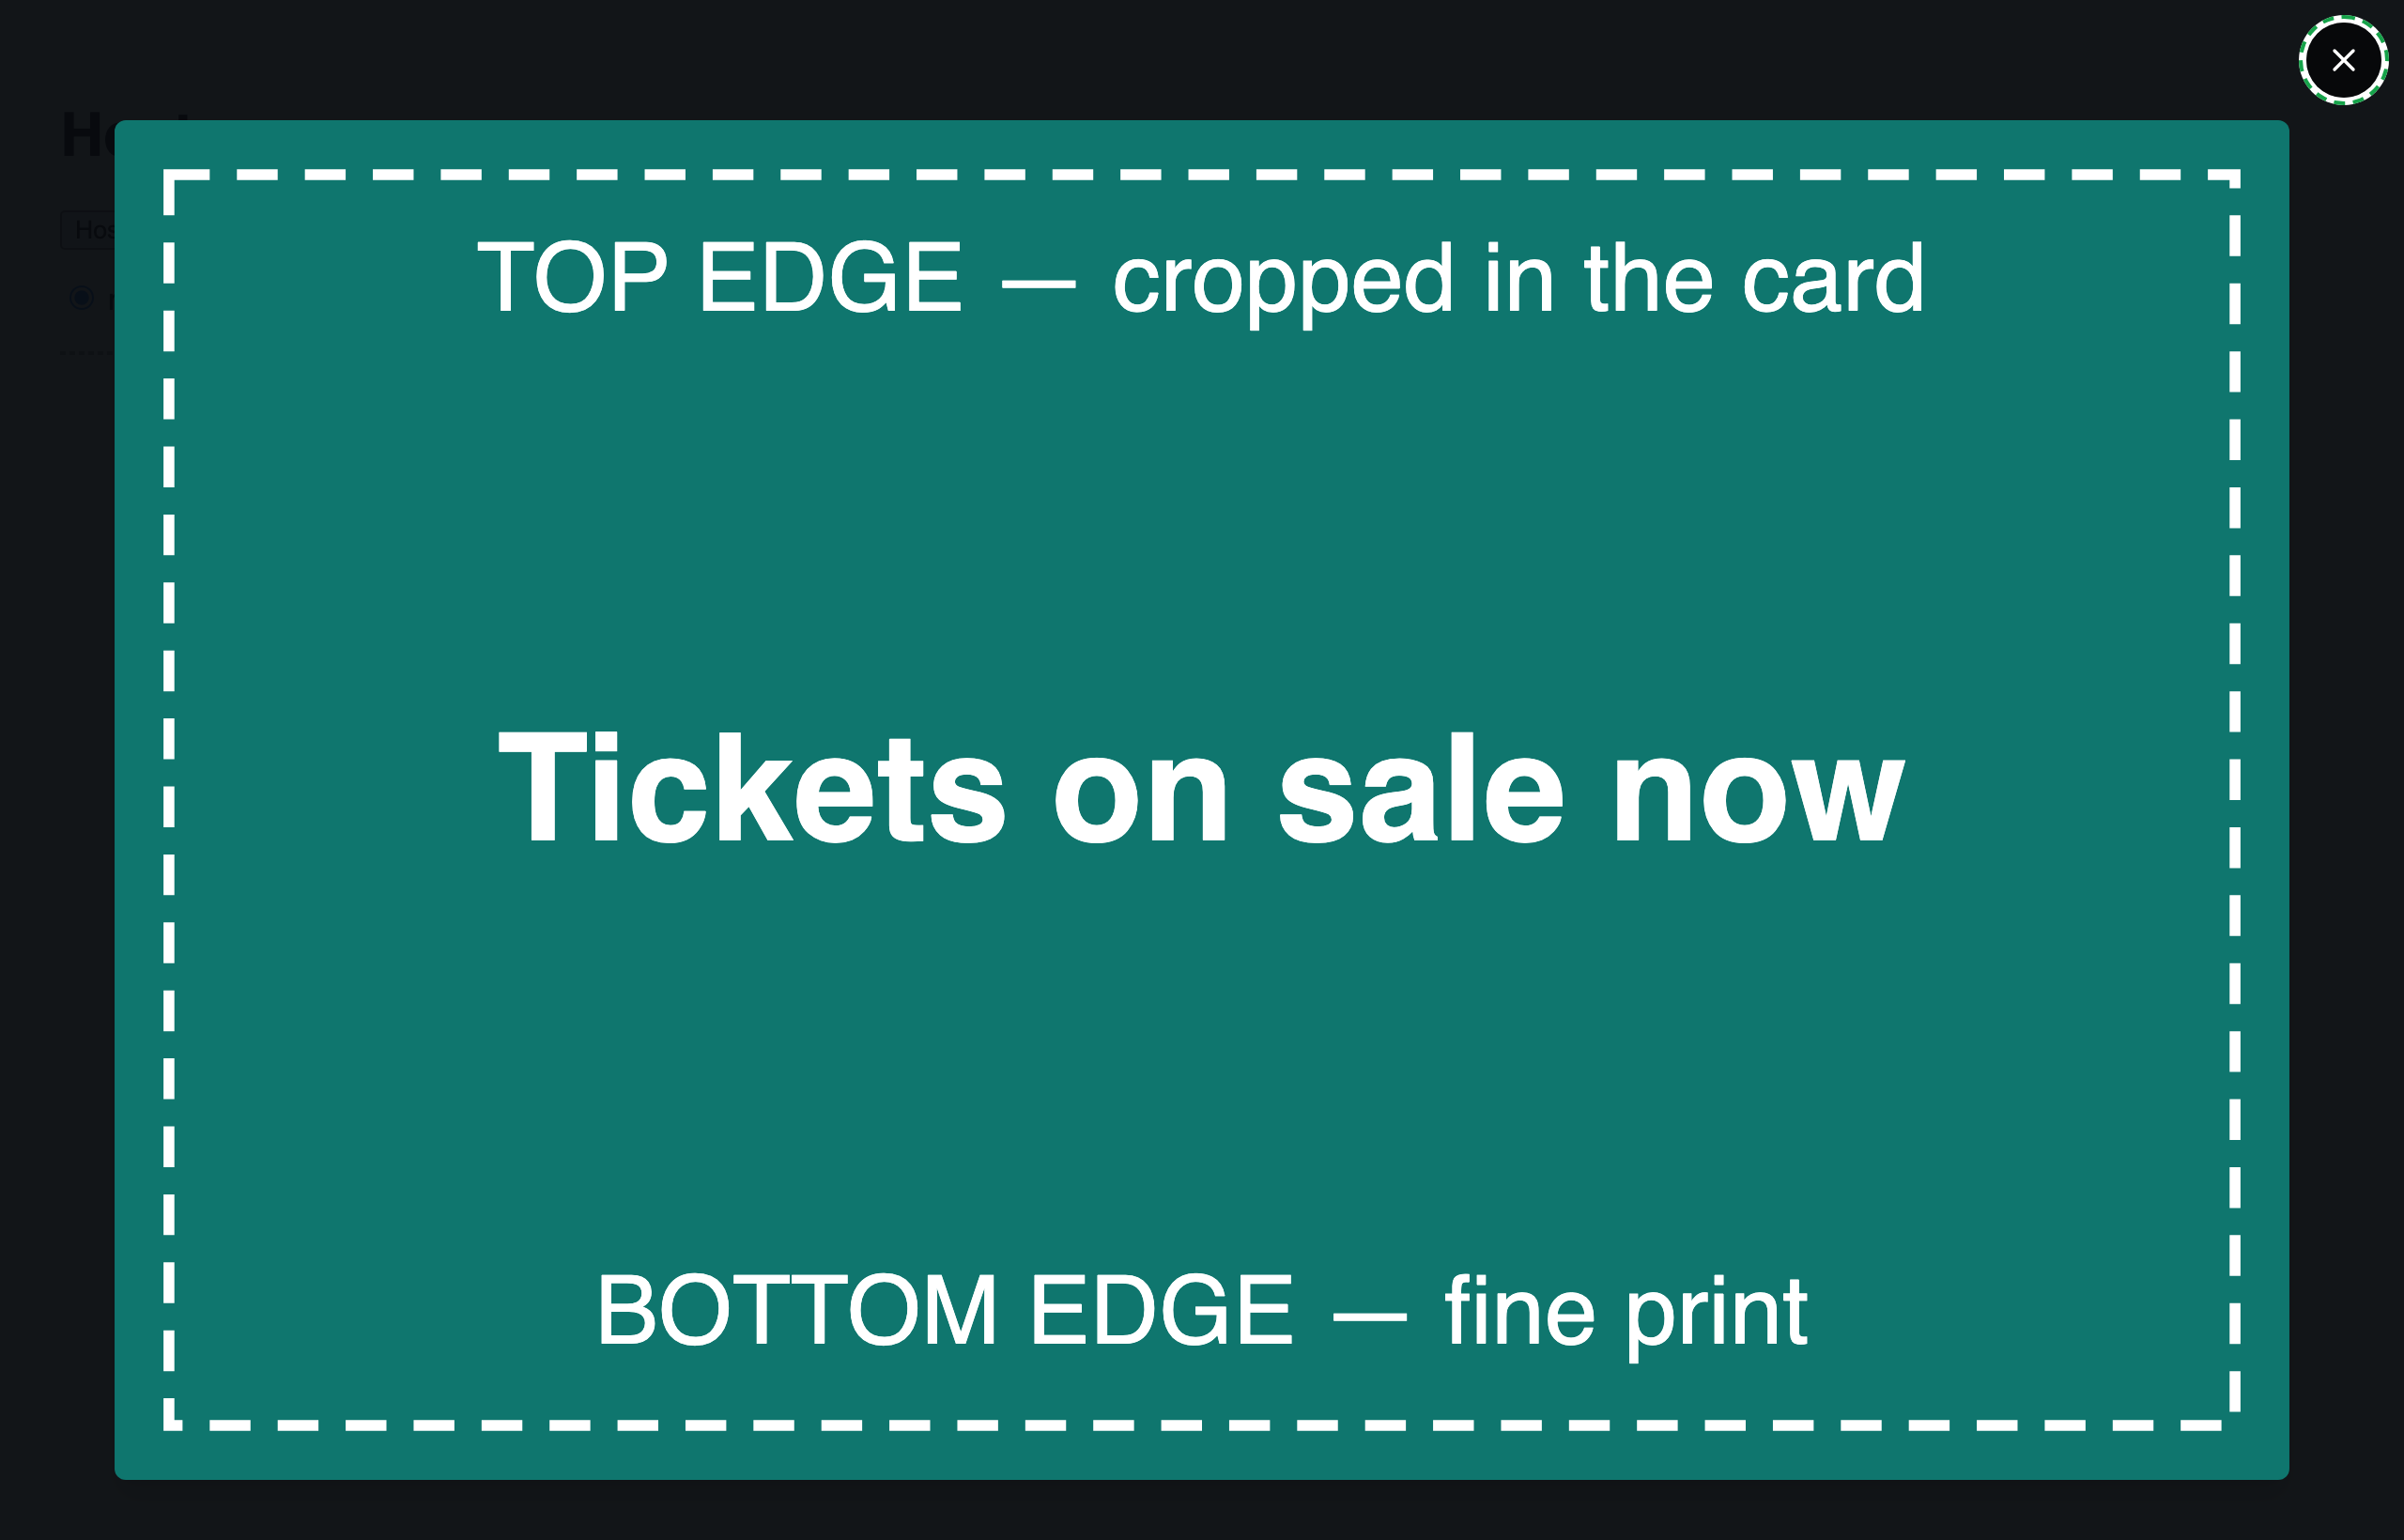 TOP EDGE — cropped in the card
Tickets on sale now
BOTTOM EDGE — fine print